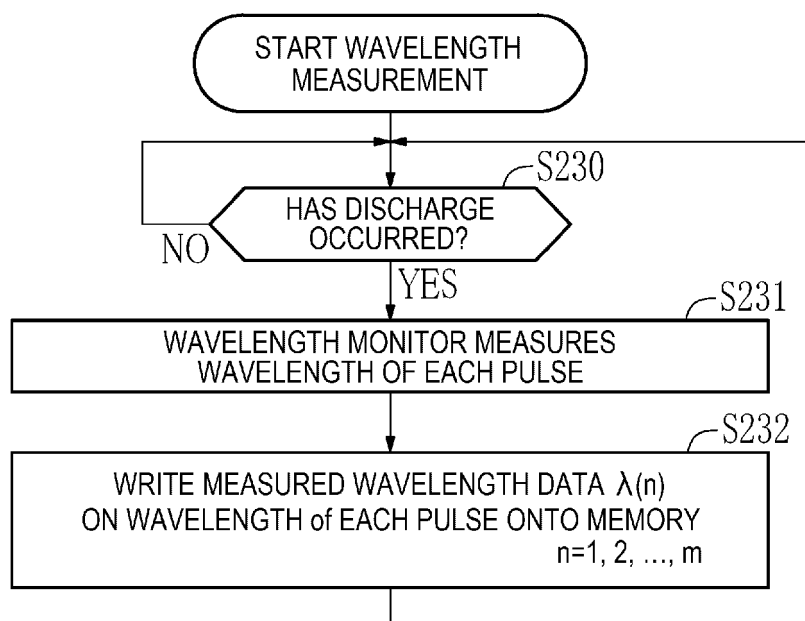 START WAVELENGTH
MEASUREMENT
S230
HAS DISCHARGE
OCCURRED?
NO
YES
S231
WAVELENGTH MONITOR MEASURES
WAVELENGTH OF EACH PULSE
S232
WRITE MEASURED WAVELENGTH DATA λ(n)
ON WAVELENGTH of EACH PULSE ONTO MEMORY
n=1, 2, ..., m